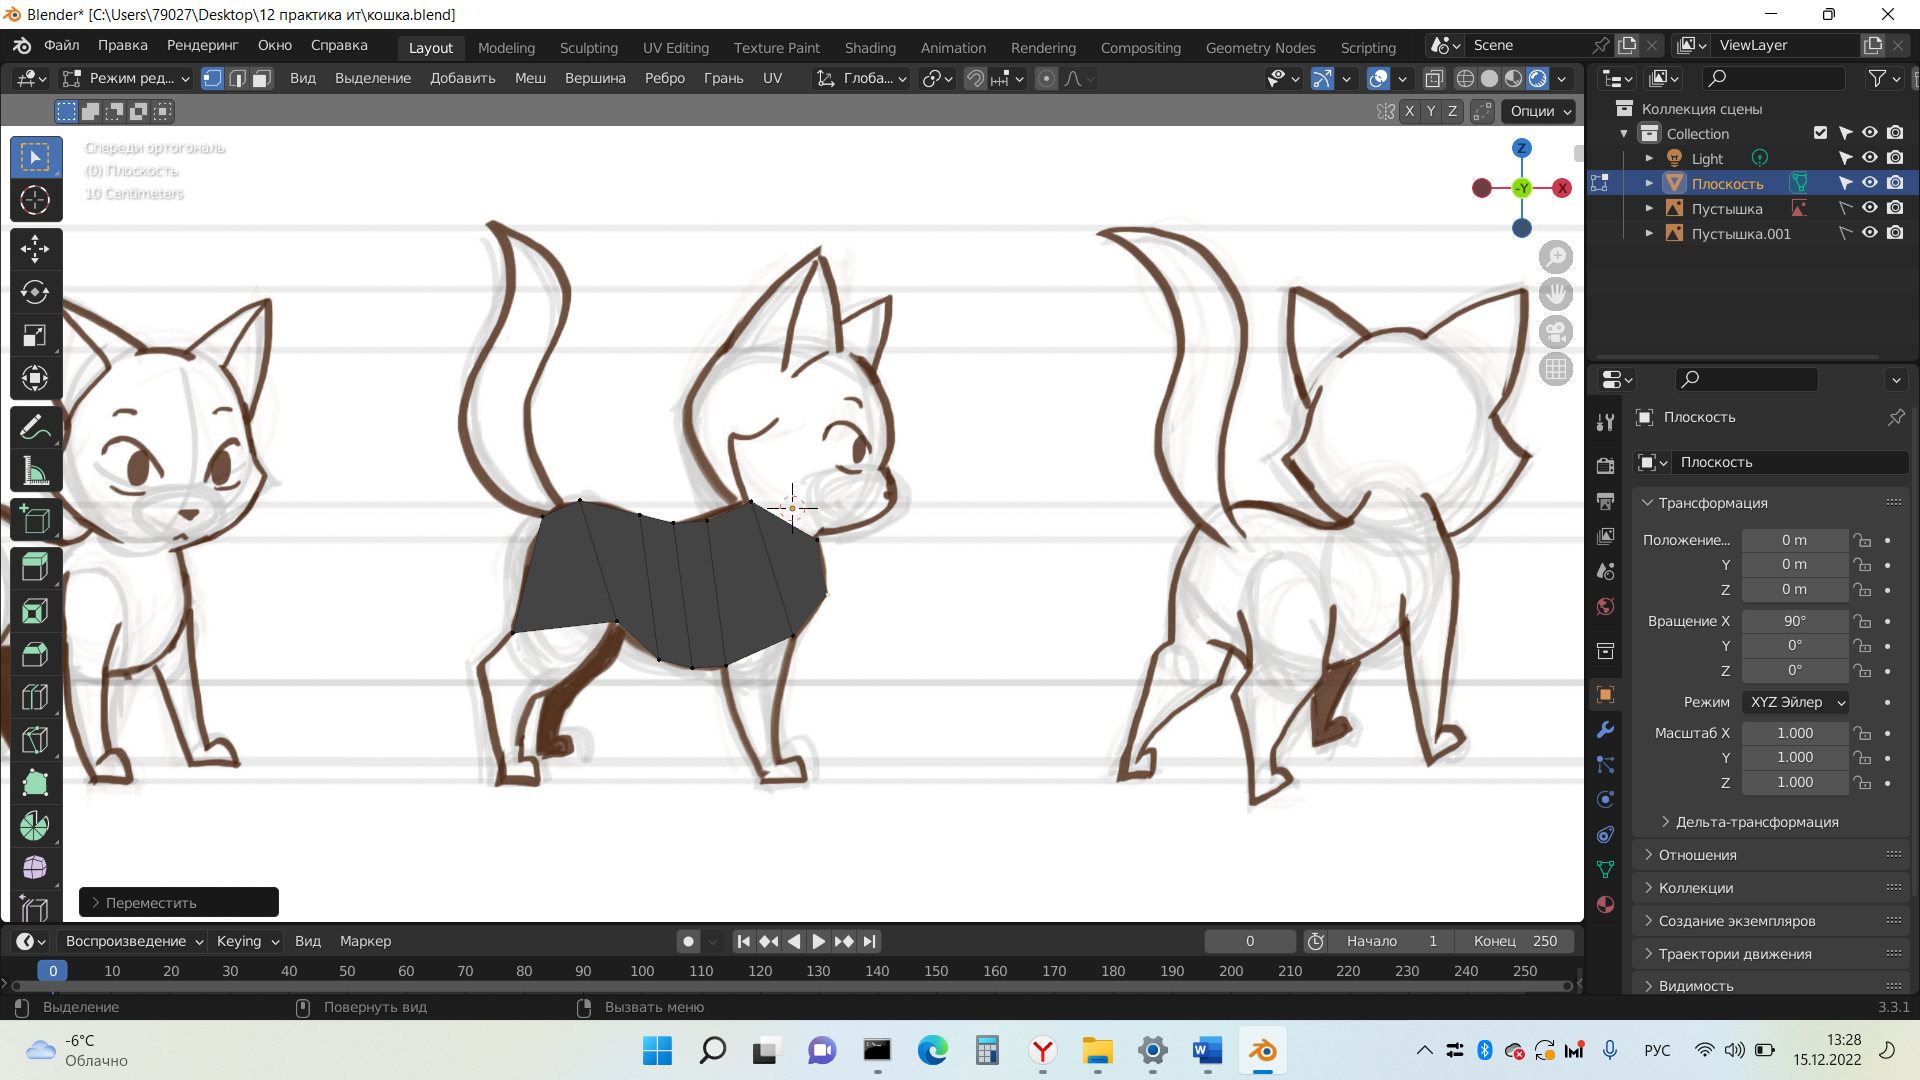 Blender* [C:\Users\79027\Desktop\12 практика ит\кошка.blend]
Файл Правка Рендеринг Окно Справка Layout Modeling Sculpting UV Editing Texture Paint Shading Animation Rendering Compositing Geometry Nodes Scripting Scene ViewLayer
Режим ред... Вид Выделение Добавить Меш Вершина Ребро Грань UV Глоба...
X Y Z Опции
Спереди ортогональ
(0) Плоскость
10 Centimeters
Z
-Y X
Переместить
Коллекция сцены
Collection
Light
Плоскость
Пустышка
Пустышка.001
Плоскость
Плоскость
Трансформация
Положение... 0 m
Y 0 m
Z 0 m
Вращение X 90°
Y 0°
Z 0°
Режим XYZ Эйлер
Масштаб X 1.000
Y 1.000
Z 1.000
Дельта-трансформация
Отношения
Коллекции
Создание экземпляров
Траектории движения
Видимость
Воспроизведение Keying Вид Маркер 0 Начало 1 Конец 250
0 10 20 30 40 50 60 70 80 90 100 110 120 130 140 150 160 170 180 190 200 210 220 230 240 250
Выделение Повернуть вид Вызвать меню 3.3.1
-6°C
Облачно
РУС
13:28
15.12.2022